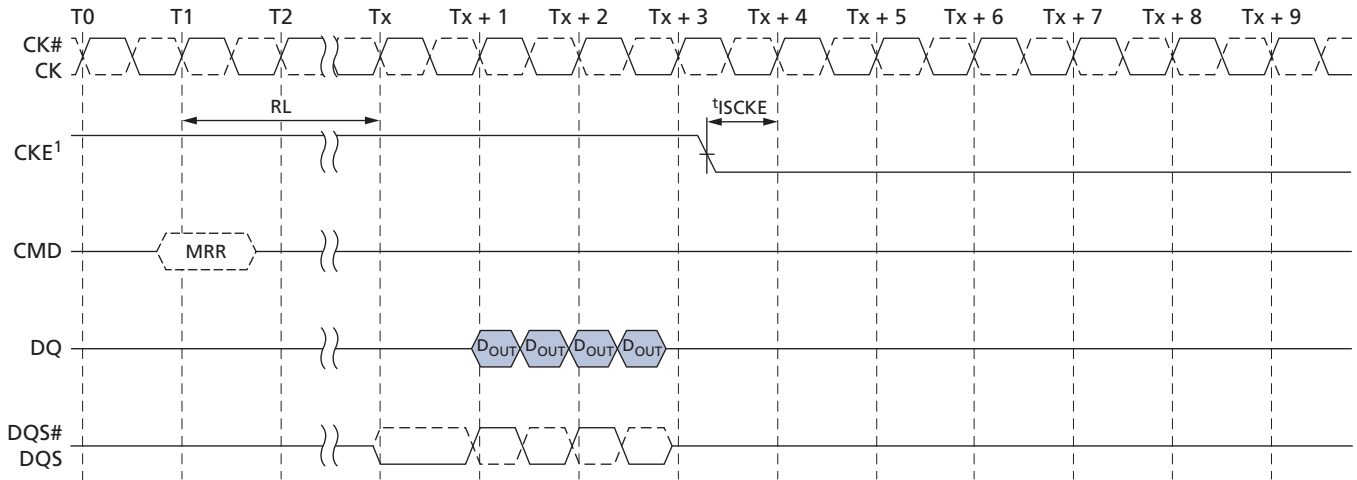 T0 T1 T2 Tx Tx + 1 Tx + 2 Tx + 3 Tx + 4 Tx + 5 Tx + 6 Tx + 7 Tx + 8 Tx + 9
CK#
CK
RL
tISCKE
CKE1
CMD MRR
DQ DOUT DOUT DOUT DOUT
DQS#
DQS